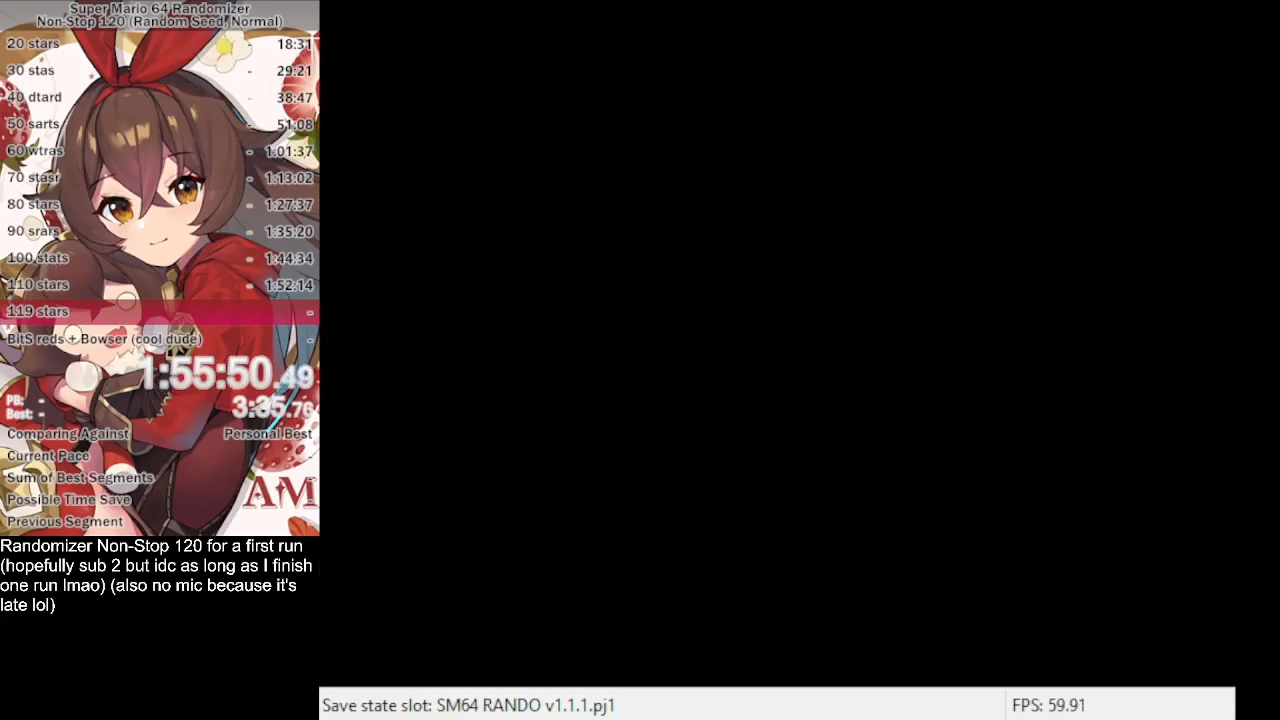 Super Mario 64 Randomizer
Non-Stop 120 (Random Seed, Normal)
20 stars - 18:31
30 stas - 29:21
40 dtard - 38:47
50 sarts - 51:08
60 wtras - 1:01:37
70 stasr - 1:13:02
80 stars - 1:27:37
90 srars - 1:35:20
100 stats - 1:44:34
110 stars - 1:52:14
119 stars -
BitS reds + Bowser (cool dude) -
1:55:50.49
PB: - 3:35.76
Best: -
Comparing Against Personal Best
Current Pace -
Sum of Best Segments -
Possible Time Save -
Previous Segment -
AM
Randomizer Non-Stop 120 for a first run
(hopefully sub 2 but idc as long as I finish
one run lmao) (also no mic because it's
late lol)
Save state slot: SM64 RANDO v1.1.1.pj1 FPS: 59.91